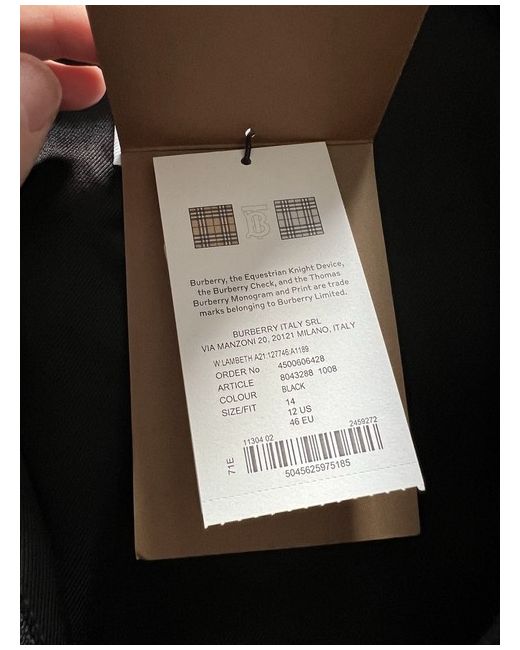 TB
Burberry, the Equestrian Knight Device,
the Burberry Check, and the Thomas
Burberry Monogram and Print are trade
marks belonging to Burberry Limited.
BURBERRY ITALY SRL
VIA MANZONI 20, 20121 MILANO, ITALY
W LAMBETH A21:127746:A1189
ORDER No 4500606428
ARTICLE 8043288 1008
COLOUR BLACK
SIZE/FIT 14
12 US
46 EU
11304 02 2459272
71E
5045625975185